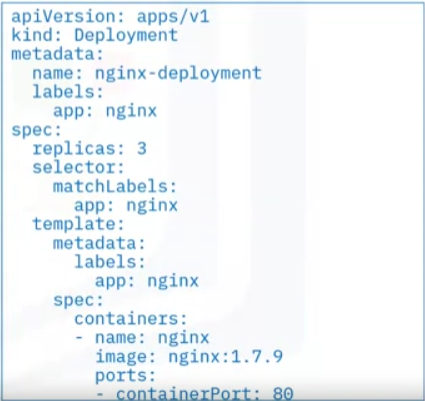 apiVersion: apps/v1
kind: Deployment
metadata:
  name: nginx-deployment
  labels:
    app: nginx
spec:
  replicas: 3
  selector:
    matchLabels:
      app: nginx
  template:
    metadata:
      labels:
        app: nginx
    spec:
      containers:
      - name: nginx
        image: nginx:1.7.9
        ports:
        - containerPort: 80